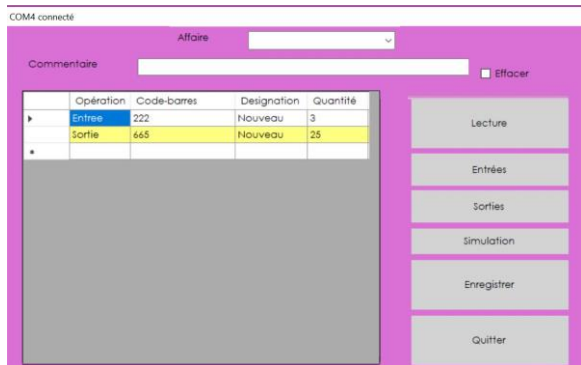 COM4 connecté
Affaire
Commentaire
Effacer
Opération Code-barres Designation Quantité
Entree 222 Nouveau 3
Sortie 665 Nouveau 25
Lecture
Entrées
Sorties
Simulation
Enregistrer
Quitter